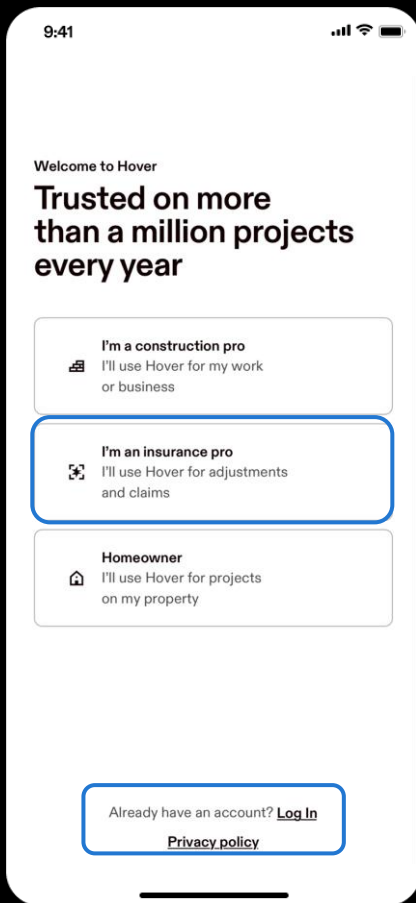 9:41
Welcome to Hover
Trusted on more
than a million projects
every year
I'm a construction pro
I'll use Hover for my work
or business
I'm an insurance pro
I'll use Hover for adjustments
and claims
Homeowner
I'll use Hover for projects
on my property
Already have an account? Log In
Privacy policy